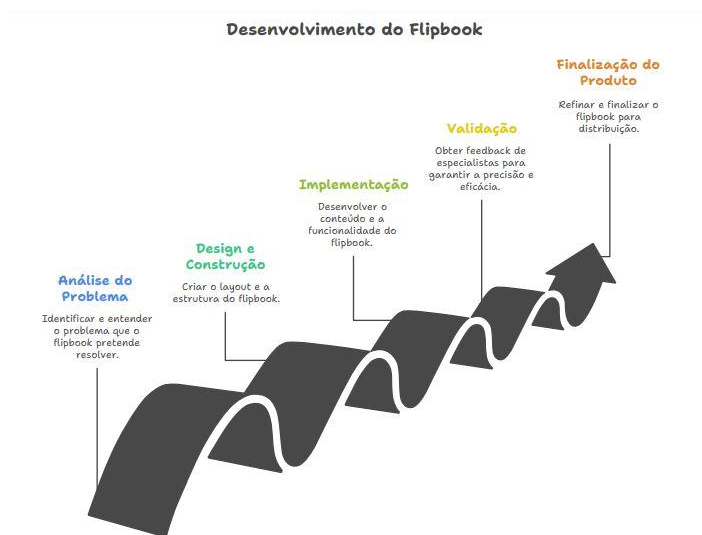 Desenvolvimento do Flipbook
Análise do
Problema
Identificar e entender
o problema que o
flipbook pretende
resolver.
Design e
Construção
Criar o layout e a
estrutura do flipbook.
Implementação
Desenvolver o
conteúdo e a
funcionalidade do
flipbook.
Validação
Obter feedback de
especialistas para
garantir a precisão e
eficácia.
Finalização do
Produto
Refinar e finalizar o
flipbook para
distribuição.